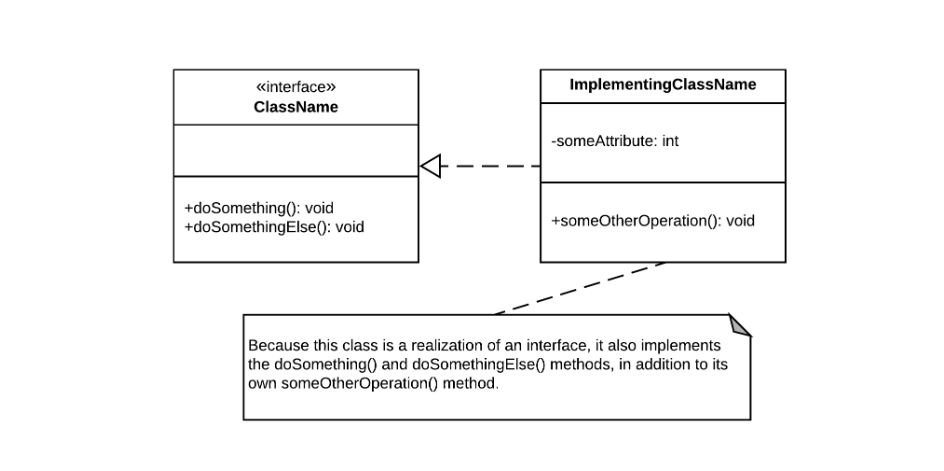 «interface»
ClassName
+doSomething(): void
+doSomethingElse(): void
ImplementingClassName
-someAttribute: int
+someOtherOperation(): void
Because this class is a realization of an interface, it also implements
the doSomething() and doSomethingElse() methods, in addition to its
own someOtherOperation() method.